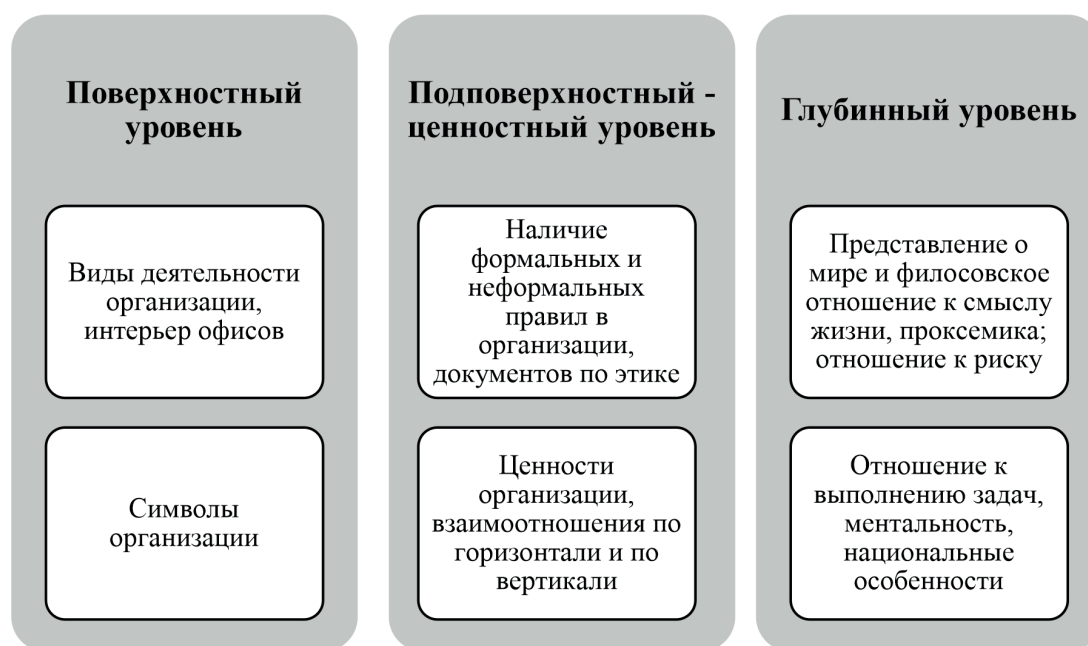 Поверхностный
уровень
Виды деятельности
организации,
интерьер офисов
Символы
организации
Подповерхностный -
ценностный уровень
Наличие
формальных и
неформальных
правил в
организации,
документов по этике
Ценности
организации,
взаимоотношения по
горизонтали и по
вертикали
Глубинный уровень
Представление о
мире и филосовское
отношение к смыслу
жизни, проксемика;
отношение к риску
Отношение к
выполнению задач,
ментальность,
национальные
особенности